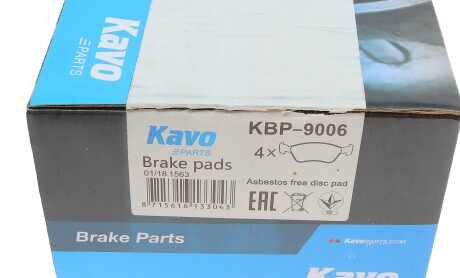 Kavo
PARTS
Kavo
PARTS
KBP-9006
4×
Brake pads
01/18 1563
8 715616 133043
Asbestos free disc pad
EAC
Brake Parts
KavoPARTS.COM